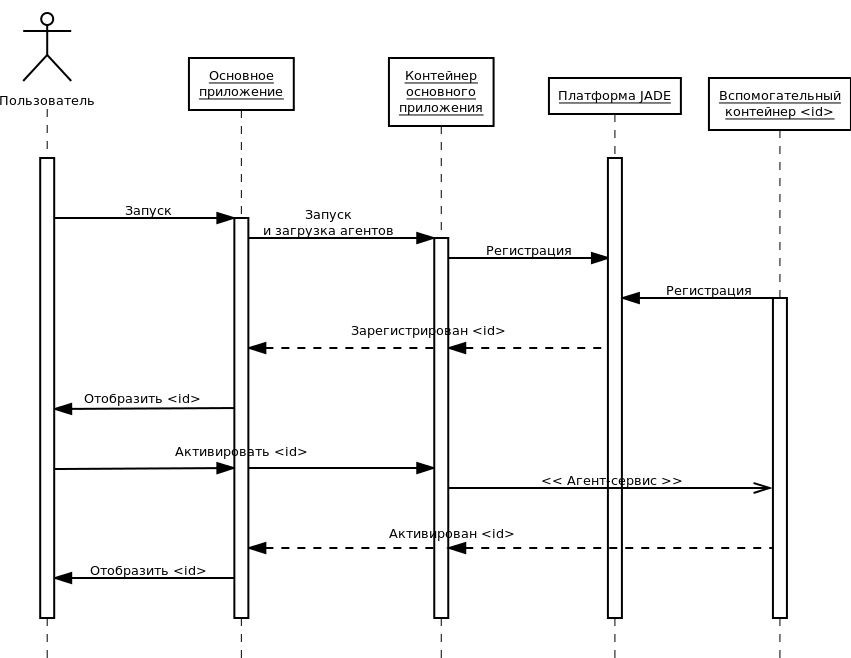 Пользователь
Основное
приложение
Контейнер
основного
приложения
Платформа JADE
Вспомогательный
контейнер <id>
Запуск
Запуск
и загрузка агентов
Регистрация
Регистрация
Зарегистрирован <id>
Отобразить <id>
Активировать <id>
<< Агент-сервис >>
Активирован <id>
Отобразить <id>